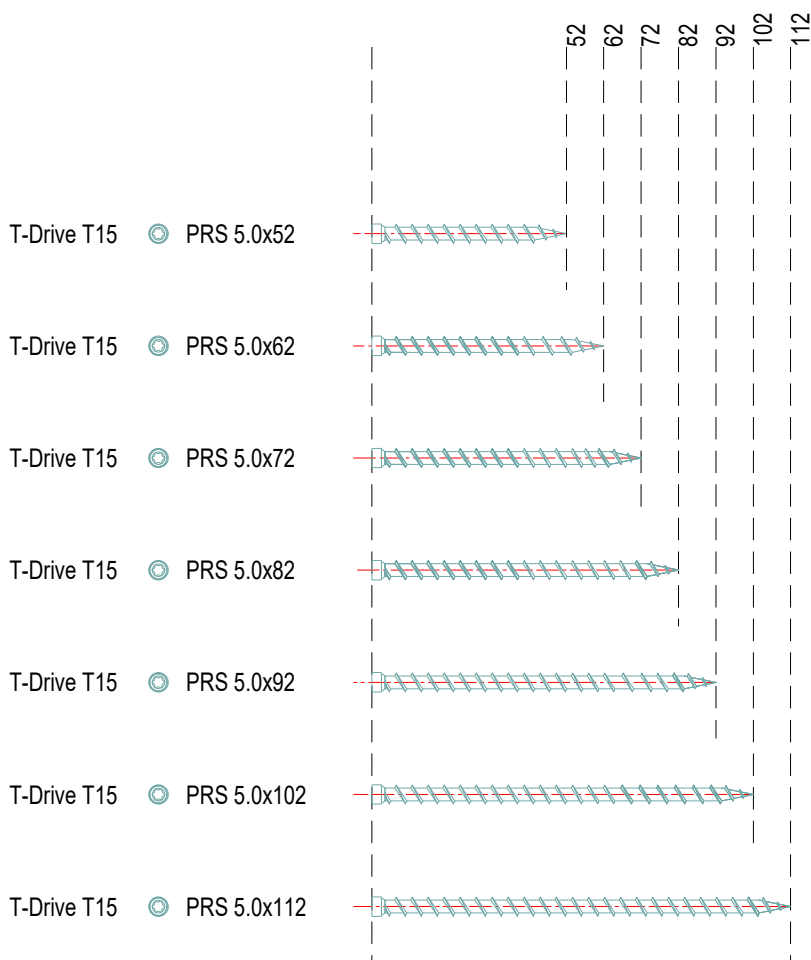 52
62
72
82
92
102
112
T-Drive T15 PRS 5.0x52
T-Drive T15 PRS 5.0x62
T-Drive T15 PRS 5.0x72
T-Drive T15 PRS 5.0x82
T-Drive T15 PRS 5.0x92
T-Drive T15 PRS 5.0x102
T-Drive T15 PRS 5.0x112